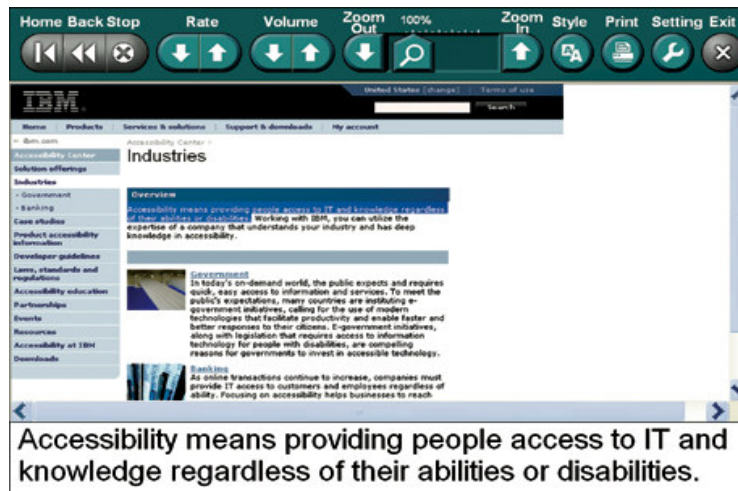 Home Back Stop Rate Volume Zoom Out 100% Zoom In Style Print Setting Exit
IBM
United States [change] Terms of use
Search
Home Products Services & solutions Support & downloads My account
ibm.com
Accessibility Center
Solution offerings
Industries
- Government
- Banking
Case studies
Product accessibility
information
Developer guidelines
Laws, standards and
regulations
Accessibility education
Partnerships
Events
Resources
Accessibility at IBM
Downloads
Accessibility Center >
Industries
Overview
Accessibility means providing people access to IT and knowledge regardless
of their abilities or disabilities. Working with IBM, you can utilize the
expertise of a company that understands your industry and has deep
knowledge in accessibility.
Government
In today's on-demand world, the public expects and requires
quick, easy access to information and services. To meet the
public's expectations, many countries are instituting e-
government initiatives, calling for the use of modern
technologies that facilitate productivity and enable faster and
better responses to their citizens. E-government initiatives,
along with legislation that requires access to information
technology for people with disabilities, are compelling
reasons for governments to invest in accessible technology.
Banking
As online transactions continue to increase, companies must
provide IT access to customers and employees regardless of
ability. Focusing on accessibility helps businesses to reach
Accessibility means providing people access to IT and
knowledge regardless of their abilities or disabilities.